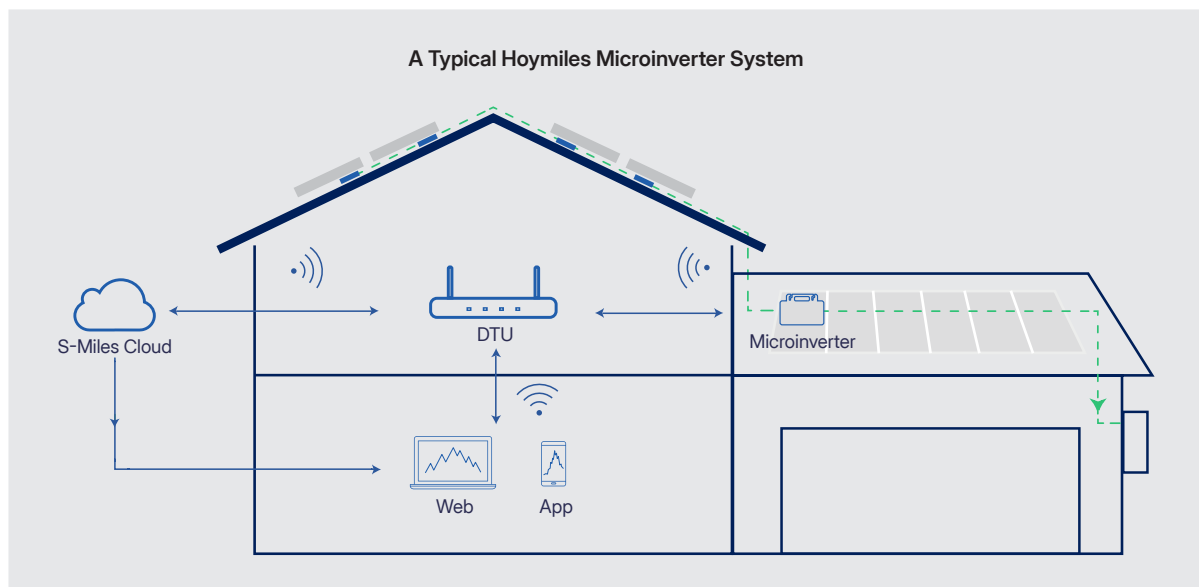 A Typical Hoymiles Microinverter System
S-Miles Cloud
DTU
Microinverter
Web
App